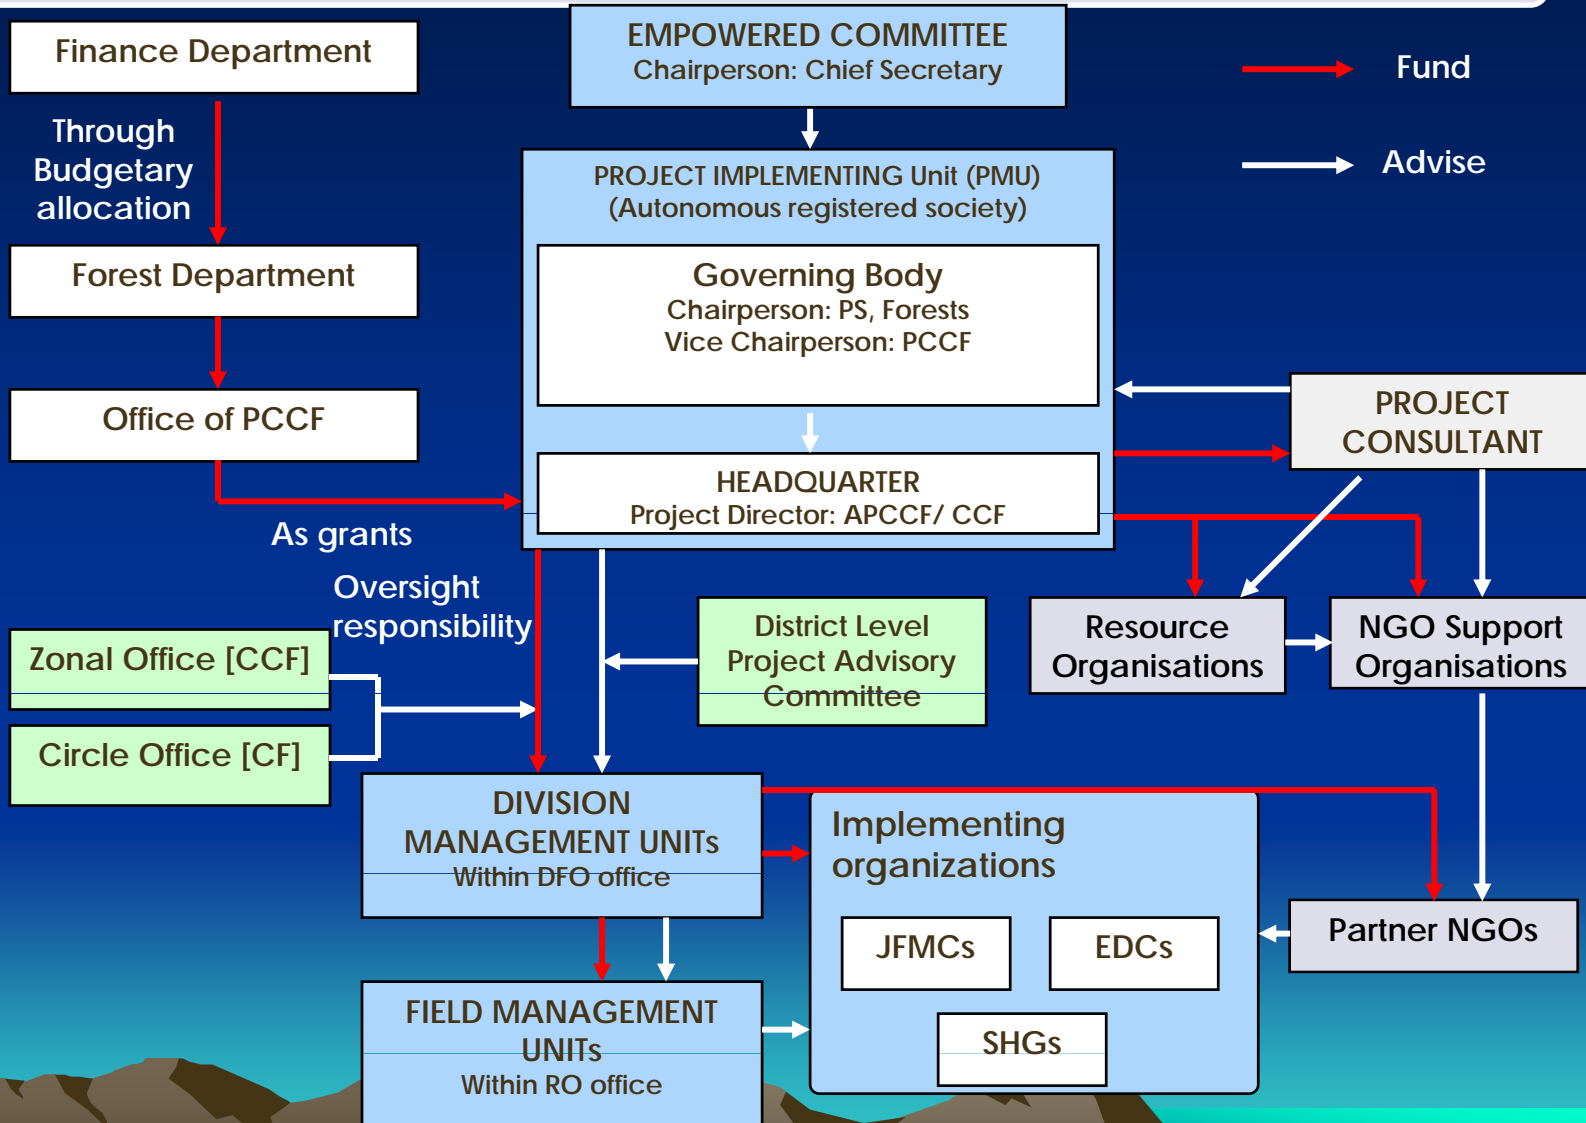 Finance Department
EMPOWERED COMMITTEE
Chairperson: Chief Secretary
Fund
Advise
Through
Budgetary
allocation
PROJECT IMPLEMENTING Unit (PMU)
(Autonomous registered society)
Governing Body
Chairperson: PS, Forests
Vice Chairperson: PCCF
Forest Department
Office of PCCF
PROJECT
CONSULTANT
HEADQUARTER
Project Director: APCCF/ CCF
As grants
Oversight
responsibility
Zonal Office [CCF]
Circle Office [CF]
District Level
Project Advisory
Committee
Resource
Organisations
NGO Support
Organisations
DIVISION
MANAGEMENT UNITs
Within DFO office
Implementing
organizations
JFMCs
EDCs
SHGs
Partner NGOs
FIELD MANAGEMENT
UNITs
Within RO office